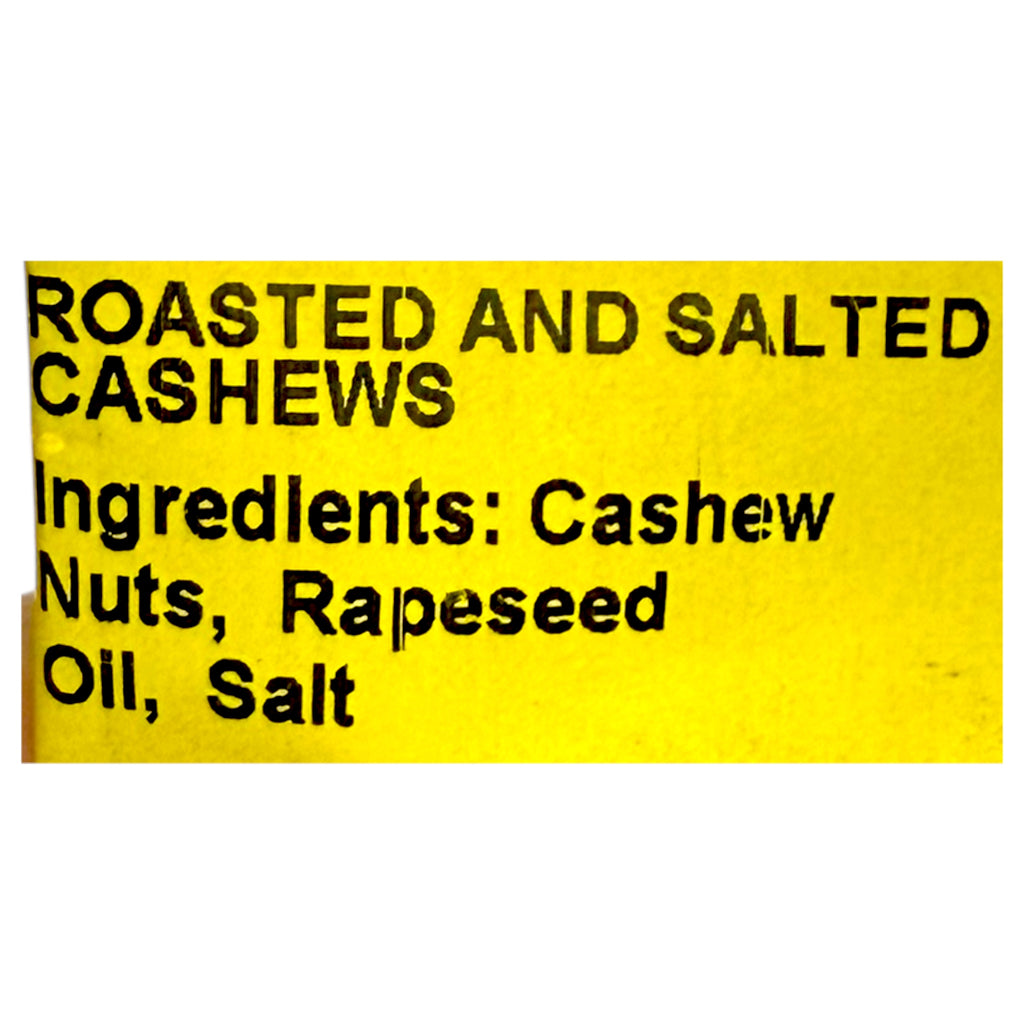 ROASTED AND SALTED
CASHEWS
Ingredients: Cashew
Nuts, Rapeseed
Oil, Salt